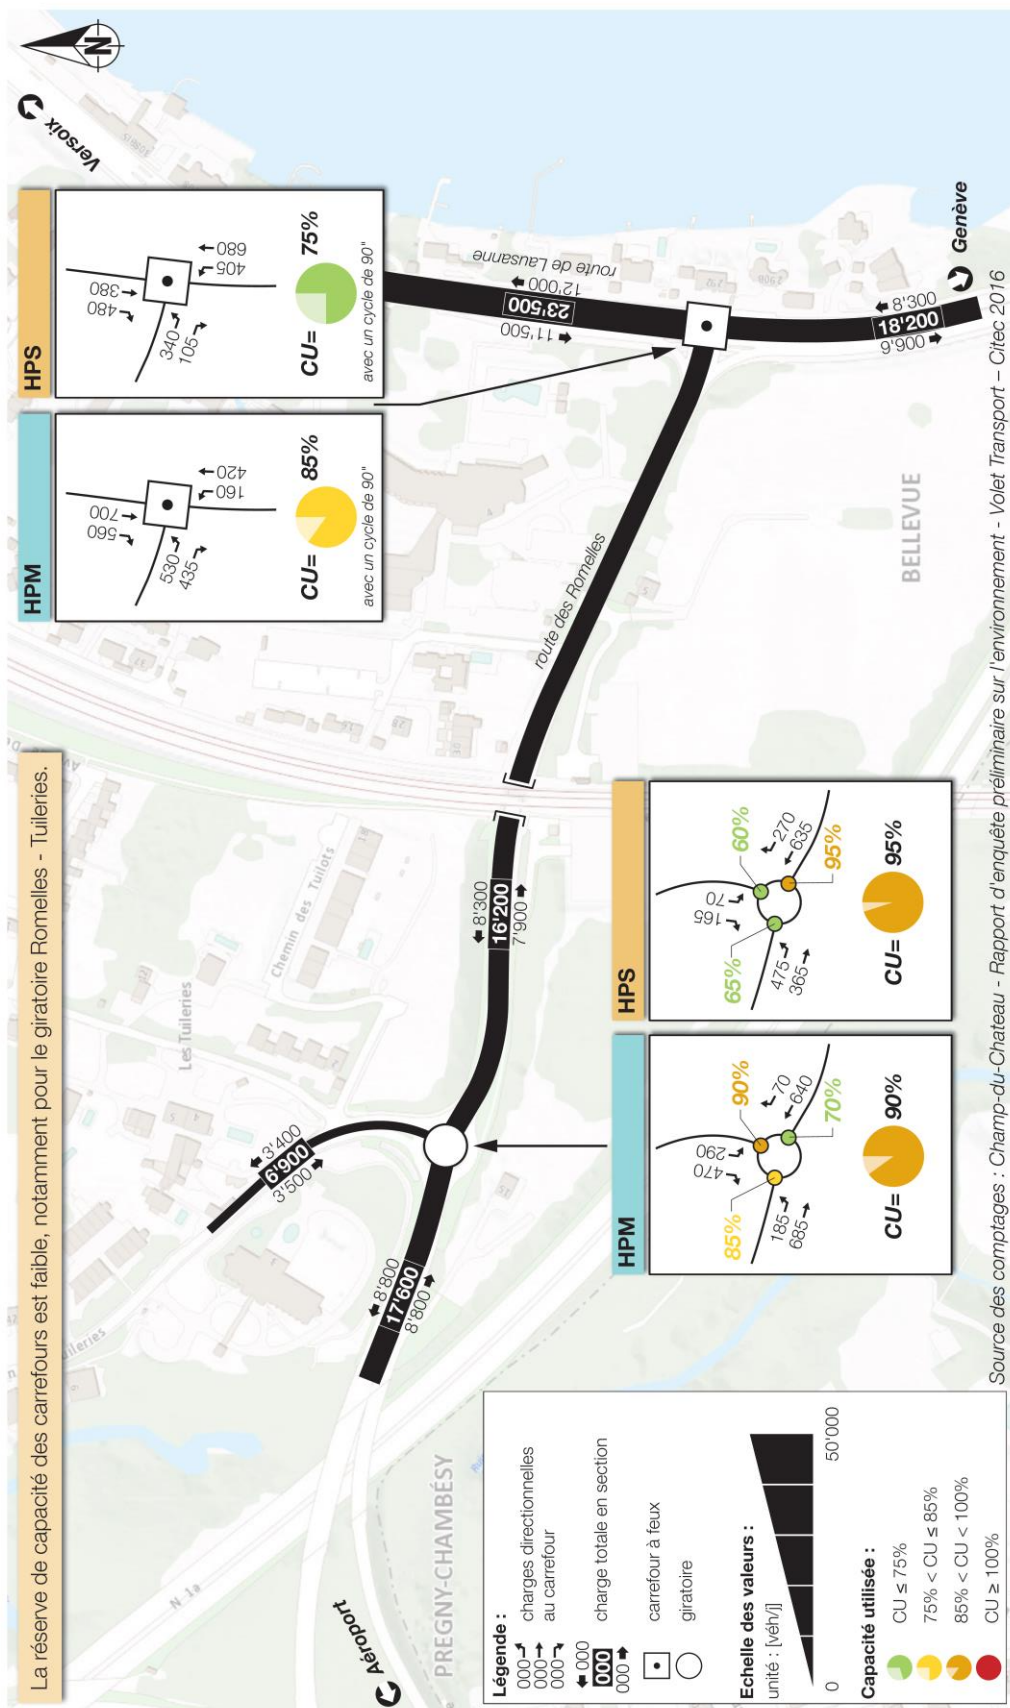 La réserve de capacité des carrefours est faible, notamment pour le giratoire Romelles - Tuileries.
N
Versoix
HPM
560
700
530
435
160
420
CU= 85%
avec un cycle de 90"
HPS
480
380
340
105
405
680
CU= 75%
avec un cycle de 90"
11'500
23'500
12'000
route de Lausanne
9'900
18'200
8'300
Genève
route des Romelles
BELLEVUE
8'300
16'200
7'900
Chemin des Tuilots
Les Tuileries
3'400
6'900
3'500
8'800
17'600
8'800
N 1a
PREGNY-CHAMBÉSY
Aéroport
HPM
85%
90%
70%
470
290
185
685
70
640
CU= 90%
HPS
65%
60%
95%
165
70
475
365
270
635
CU= 95%
Légende :
000 charges directionnelles
000 au carrefour
000
000
000 charge totale en section
000
carrefour à feux
giratoire
Echelle des valeurs :
unité : [véh/j]
0
50'000
Capacité utilisée :
CU ≤ 75%
75% < CU ≤ 85%
85% < CU < 100%
CU ≥ 100%
Source des comptages : Champ-du-Chateau - Rapport d'enquête préliminaire sur l'environnement - Volet Transport – Citec 2016